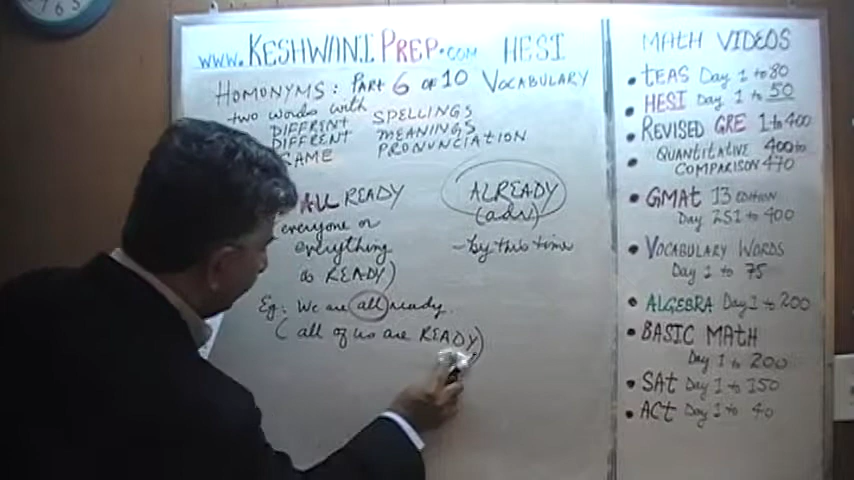 www.KESHWANIPREP.com HESI
HOMONYMS: PART 6 OF 10 VOCABULARY
two words with
DIFFRENT SPELLINGS
DIFFRENT MEANINGS
SAME PRONUNCIATION
ALL READY
everyone or
everything
is READY)
Eg: We are all ready.
(all of us are READY)
ALREADY
(adv)
- by this time
MATH VIDEOS
• TEAS Day 1 to 80
• HESI Day 1 to 50
• REVISED GRE 1 to 400
• QUANTITATIVE 400 to
COMPARISON 470
• GMAT 13 EDITION
Day 251 to 400
• VOCABULARY WORDS
Day 1 to 75
• ALGEBRA Day 1 to 200
• BASIC MATH
Day 1 to 200
• SAT Day 1 to 150
• ACT Day 1 to 40